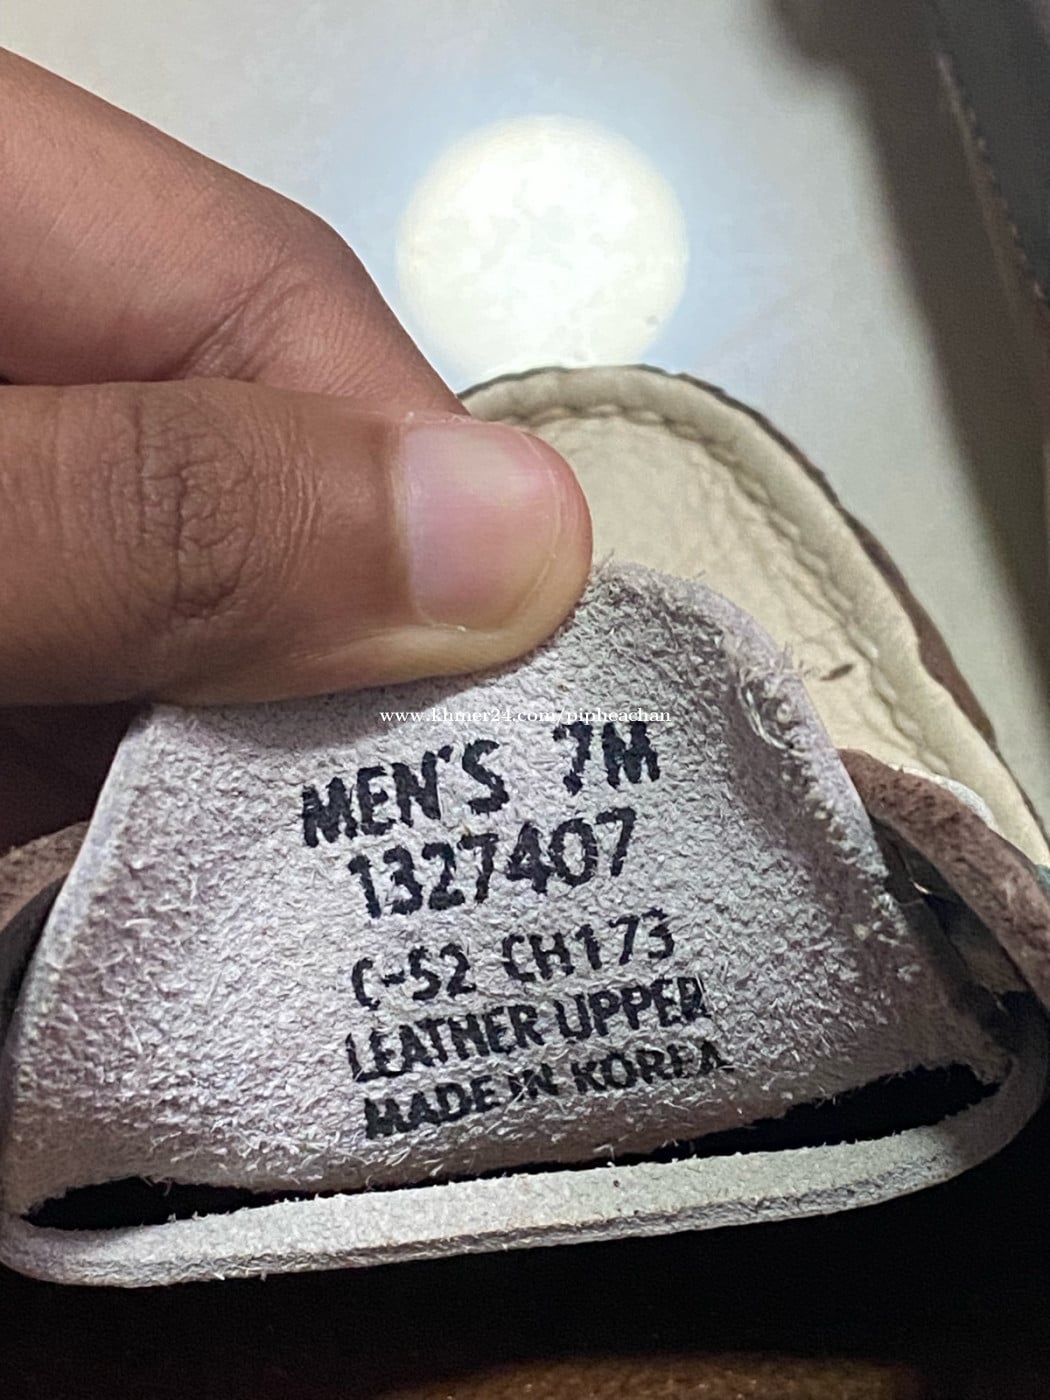 www.khmer24.com/pipheachan
MEN'S 7M
1327407
C-52 CH173
LEATHER UPPER
MADE IN KOREA